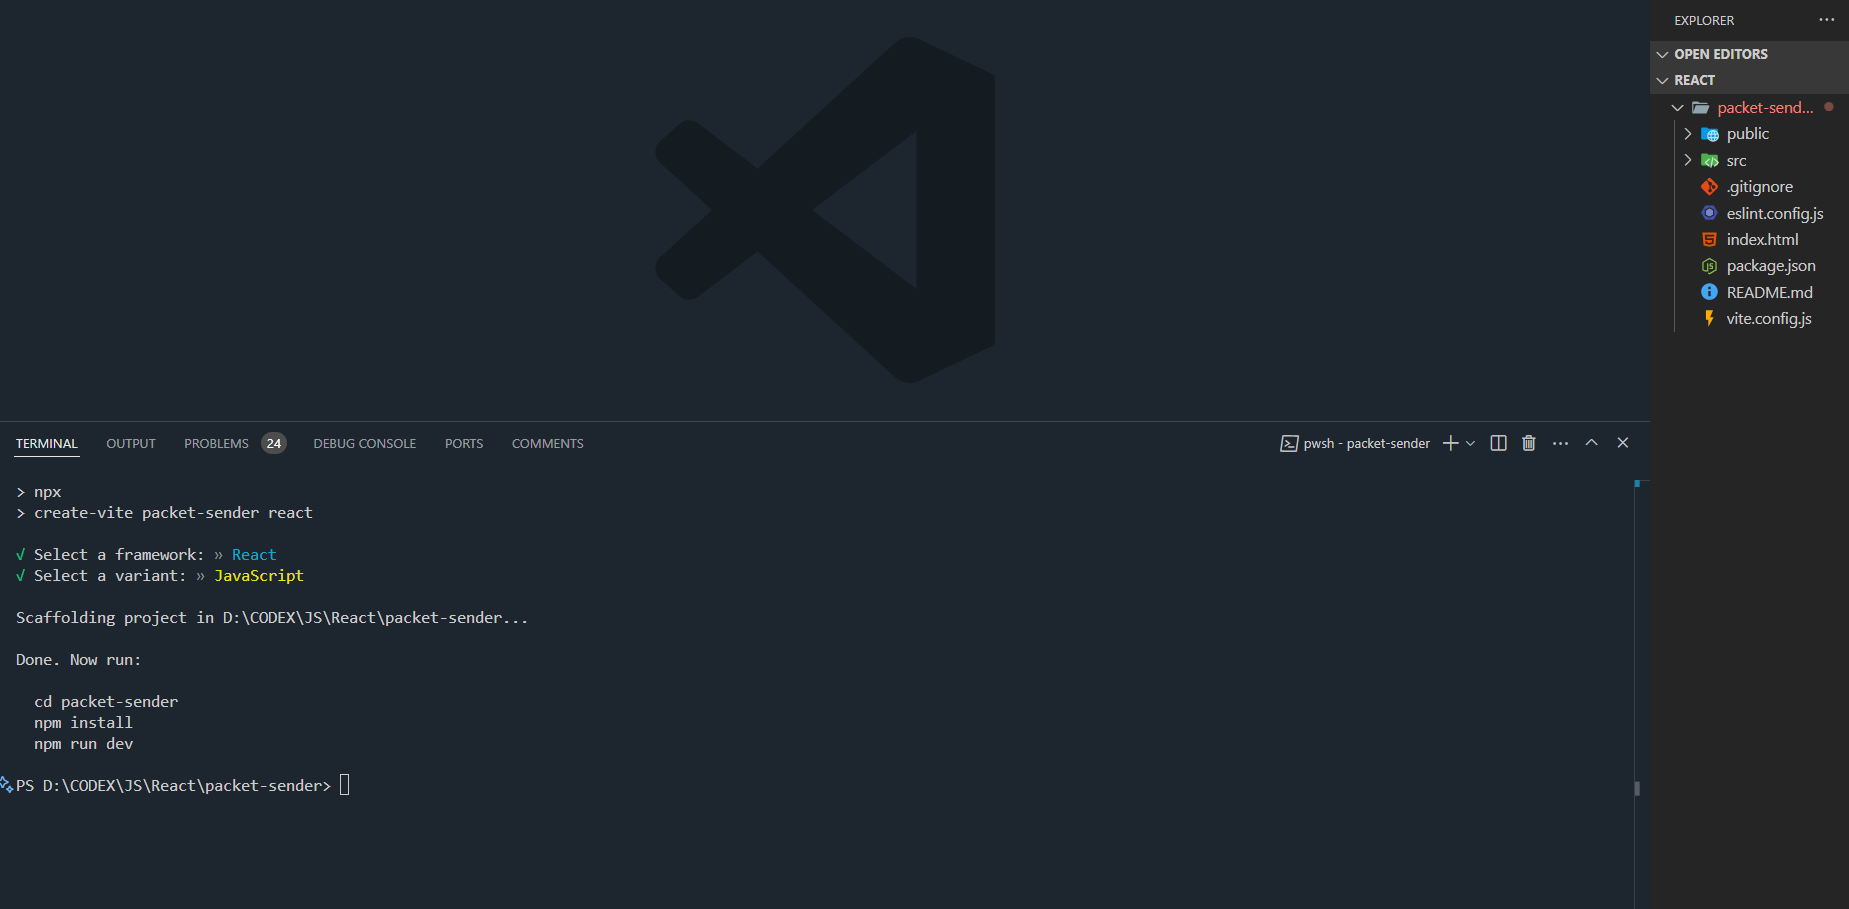 EXPLORER
OPEN EDITORS
REACT
packet-send...
public
src
.gitignore
eslint.config.js
index.html
package.json
README.md
vite.config.js
TERMINAL OUTPUT PROBLEMS 24 DEBUG CONSOLE PORTS COMMENTS
pwsh - packet-sender
> npx
> create-vite packet-sender react
√ Select a framework: » React
√ Select a variant: » JavaScript
Scaffolding project in D:\CODEX\JS\React\packet-sender...
Done. Now run:
cd packet-sender
npm install
npm run dev
PS D:\CODEX\JS\React\packet-sender>